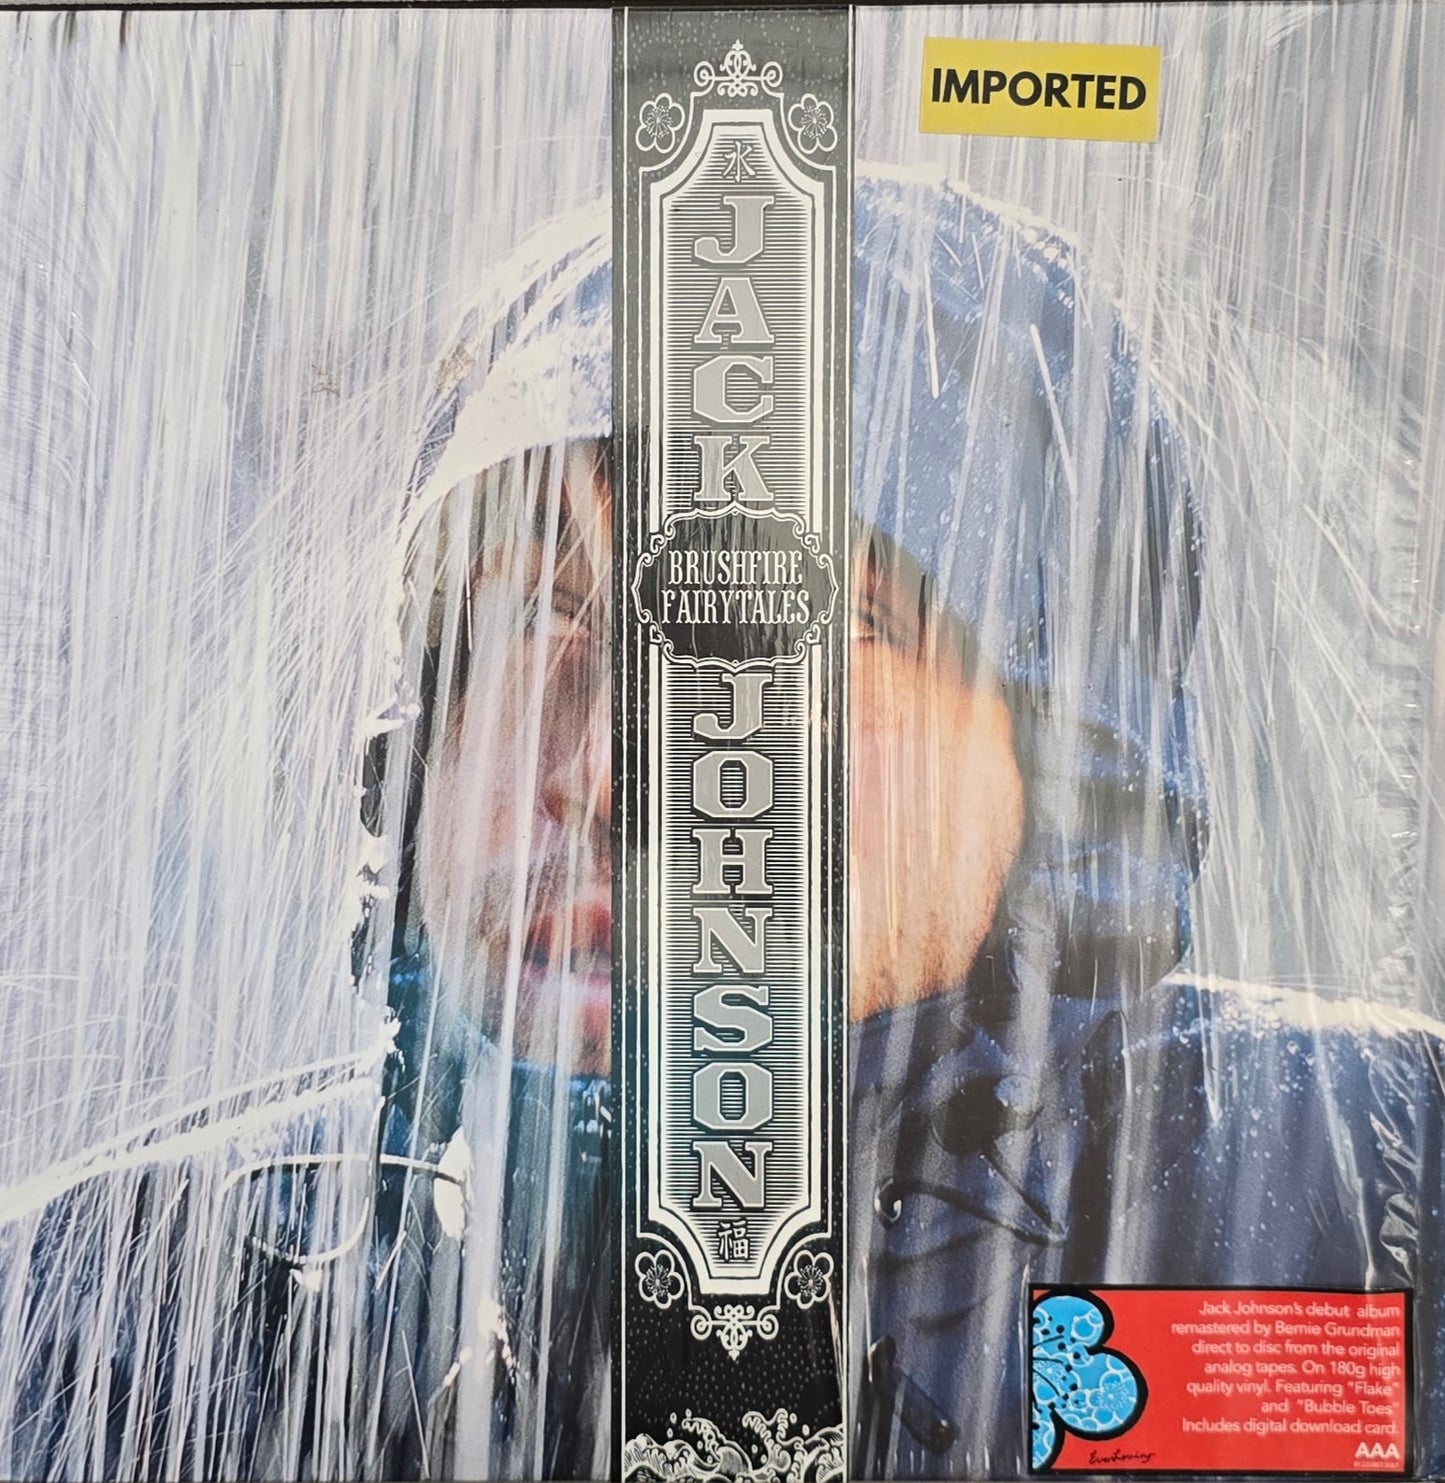 IMPORTED
水
JACK
BRUSHFIRE
FAIRYTALES
JOHNSON
福
Jack Johnson's debut album
remastered by Bernie Grundman
direct to disc from the original
analog tapes. On 180g high
quality vinyl. Featuring "Flake"
and "Bubble Toes."
Includes digital download card.
EverLoving
AAA